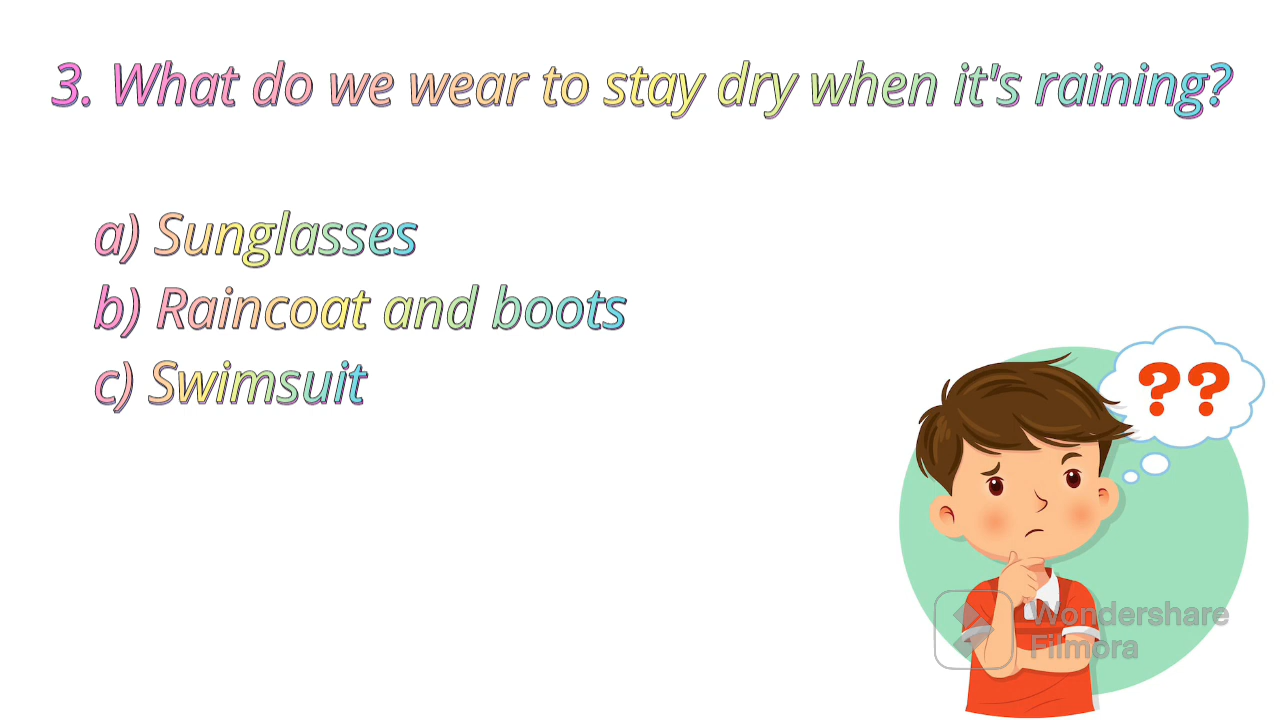 3. What do we wear to stay dry when it's raining?
a) Sunglasses
b) Raincoat and boots
c) Swimsuit
??
Wondershare
Filmora